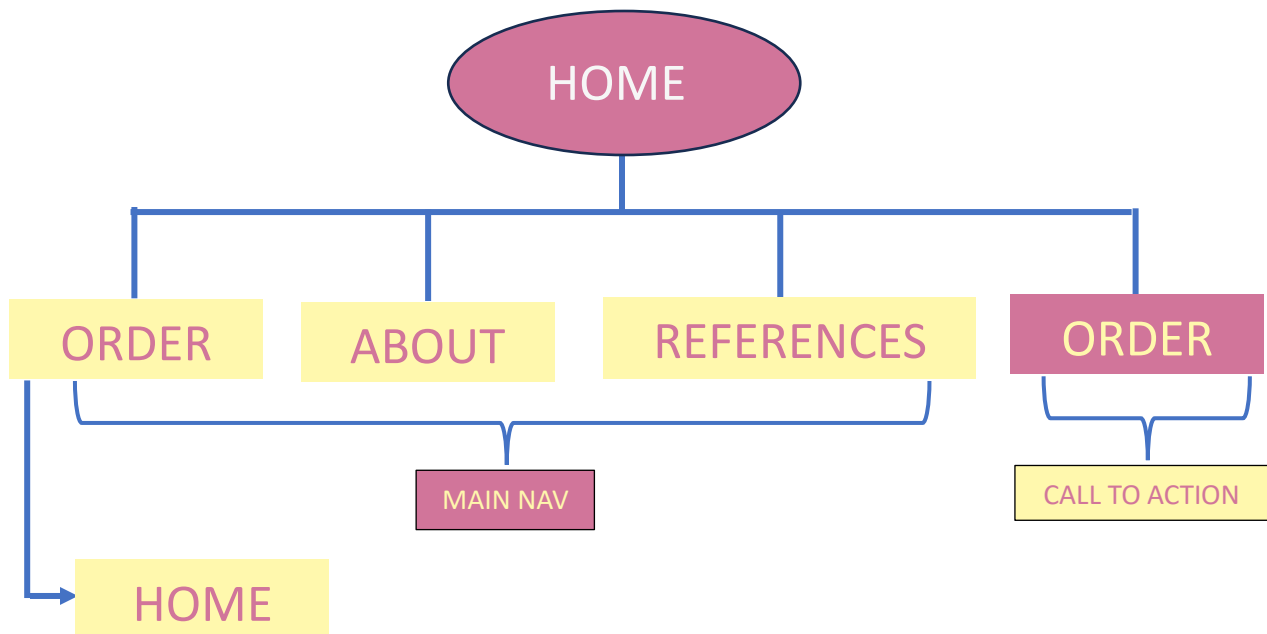 HOME
ORDER
ABOUT
REFERENCES
ORDER
MAIN NAV
CALL TO ACTION
HOME